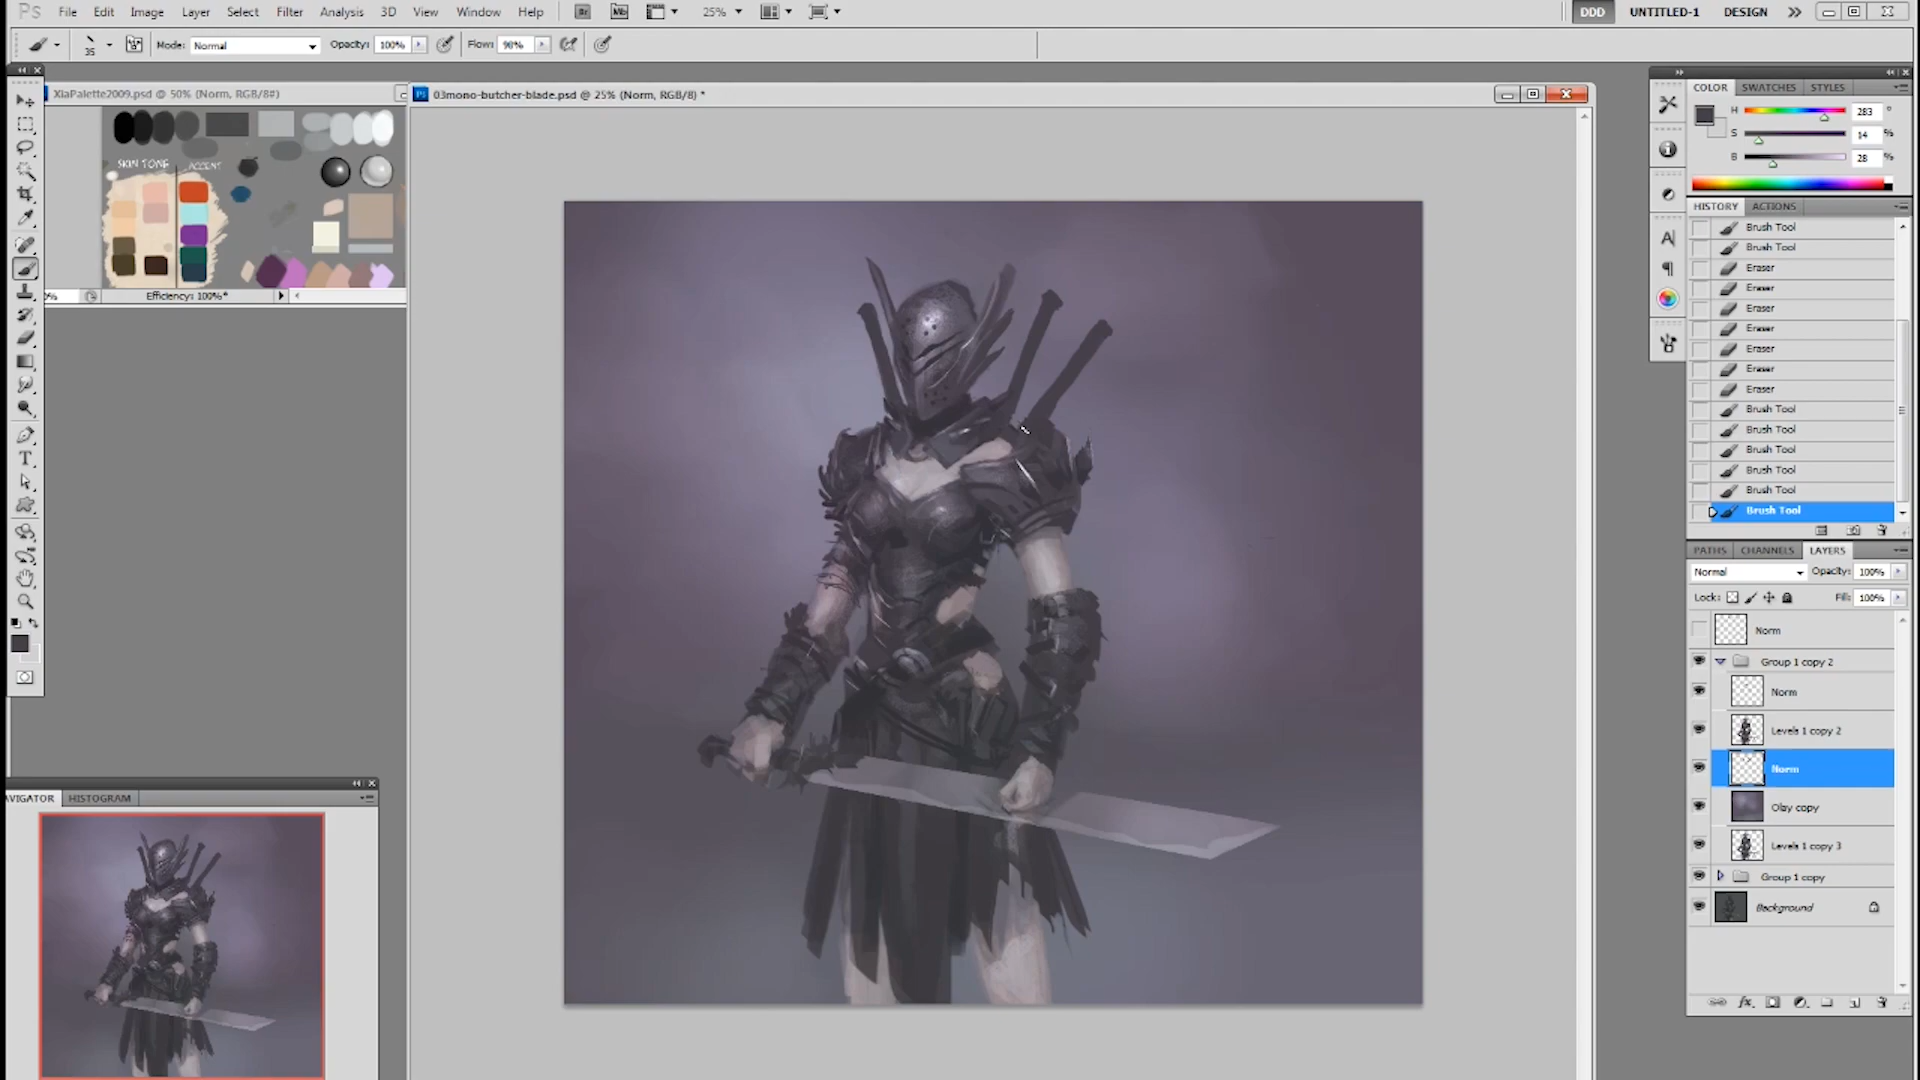 Ps File Edit Image Layer Select Filter Analysis 3D View Window Help Br Mb 25% DDD UNTITLED-1 DESIGN
35 Mode: Normal Opacity: 100% Flow: 98%
XiaPalette2009.psd @ 50% (Norm, RGB/8#)
03mono-butcher-blade.psd @ 25% (Norm, RGB/8) *
SKIN TONE ACCENT
Efficiency: 100%*
COLOR SWATCHES STYLES
H 283 °
S 14 %
B 28 %
HISTORY ACTIONS
Brush Tool
Brush Tool
Eraser
Eraser
Eraser
Eraser
Eraser
Eraser
Eraser
Brush Tool
Brush Tool
Brush Tool
Brush Tool
Brush Tool
Brush Tool
PATHS CHANNELS LAYERS
Normal Opacity: 100%
Lock: Fill: 100%
Norm
Group 1 copy 2
Norm
Levels 1 copy 2
Norm
Olay copy
Levels 1 copy 3
Group 1 copy
Background
AVIGATOR HISTOGRAM